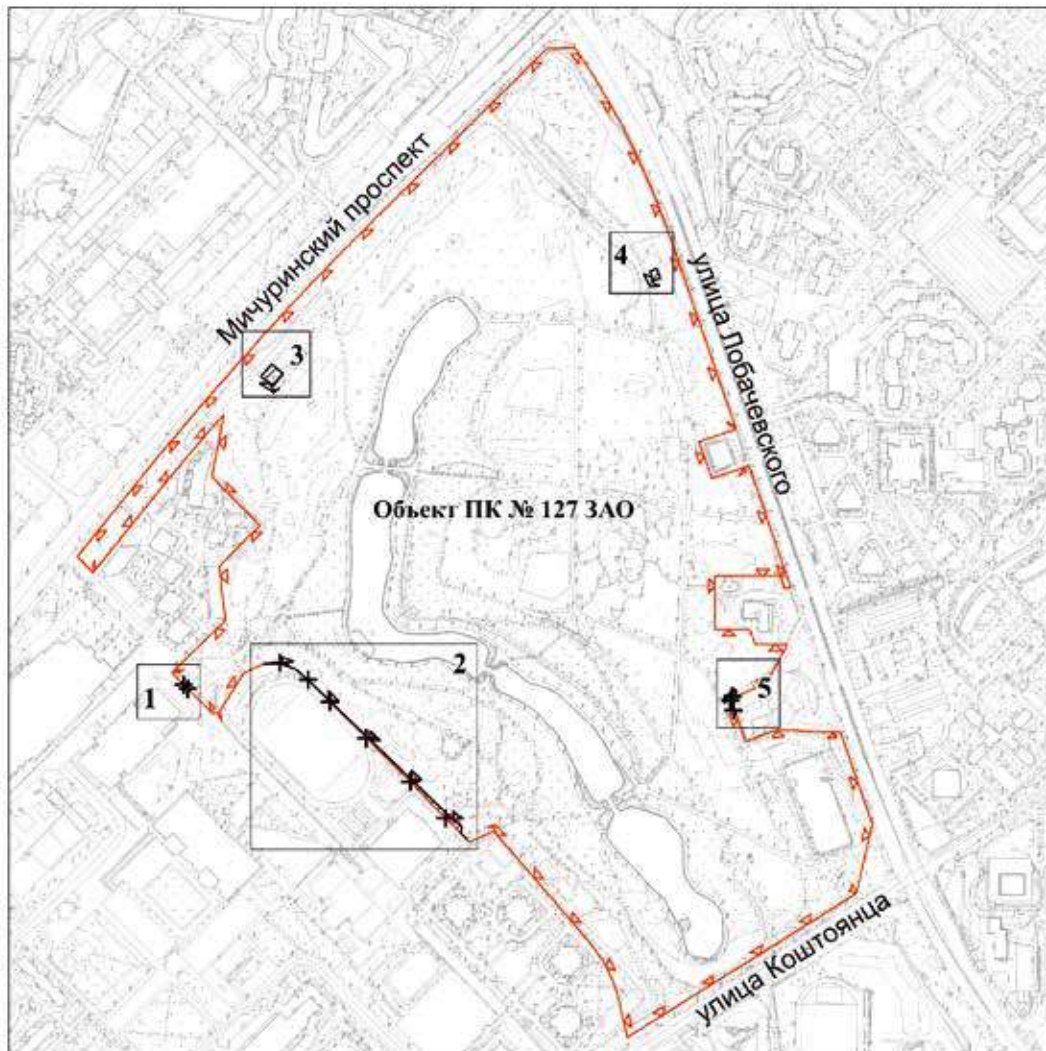 Мичуринский проспект
4
улица Лобачевского
3
Объект ПК № 127 ЗАО
2
1
5
улица Коштоянца